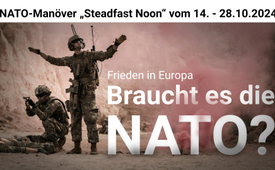 NATO-Manöver „Steadfast Noon“ vom 14. - 28.10.2024
Frieden in Europa
Braucht es die
NATO?